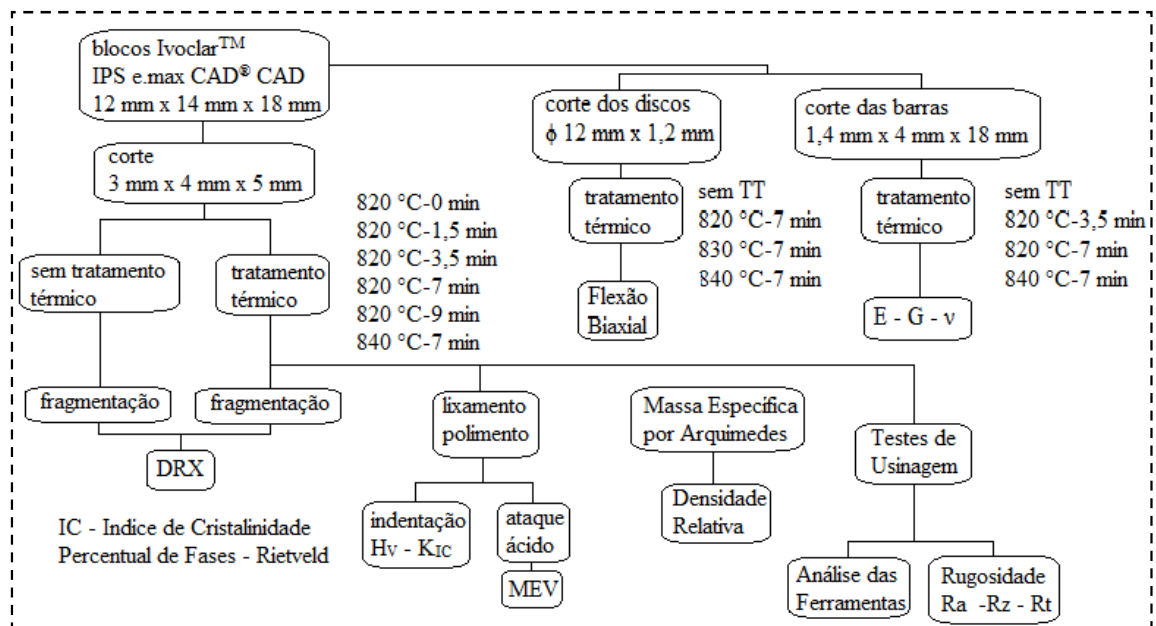 blocos Ivoclar™
IPS e.max CAD® CAD
12 mm x 14 mm x 18 mm
corte
3 mm x 4 mm x 5 mm
sem tratamento
térmico
tratamento
térmico
820 °C-0 min
820 °C-1,5 min
820 °C-3,5 min
820 °C-7 min
820 °C-9 min
840 °C-7 min
corte dos discos
ϕ 12 mm x 1,2 mm
tratamento
térmico
sem TT
820 °C-7 min
830 °C-7 min
840 °C-7 min
Flexão
Biaxial
corte das barras
1,4 mm x 4 mm x 18 mm
tratamento
térmico
sem TT
820 °C-3,5 min
820 °C-7 min
840 °C-7 min
E - G - ν
fragmentação
fragmentação
DRX
IC - Indice de Cristalinidade
Percentual de Fases - Rietveld
lixamento
polimento
indentação
HV - KIC
ataque
ácido
MEV
Massa Específica
por Arquimedes
Densidade
Relativa
Testes de
Usinagem
Análise das
Ferramentas
Rugosidade
Ra -Rz - Rt